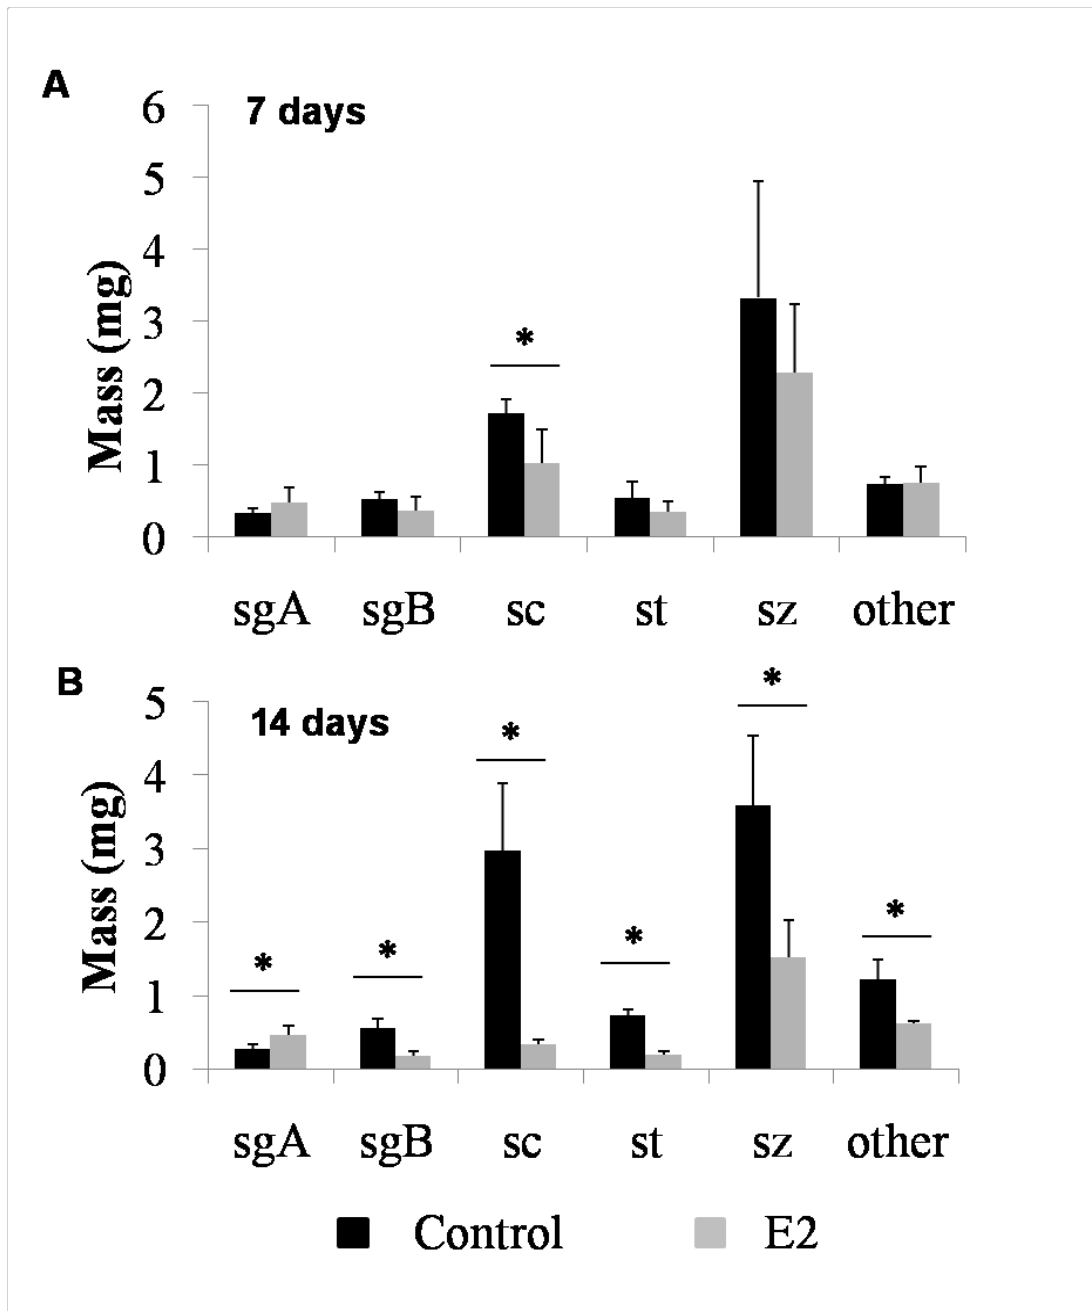 A
7 days
6
5
4
3
2
1
0
Mass (mg)
*
sgA sgB sc st sz other
B
14 days
5
4
3
2
1
0
Mass (mg)
* * * * * *
sgA sgB sc st sz other
Control E2